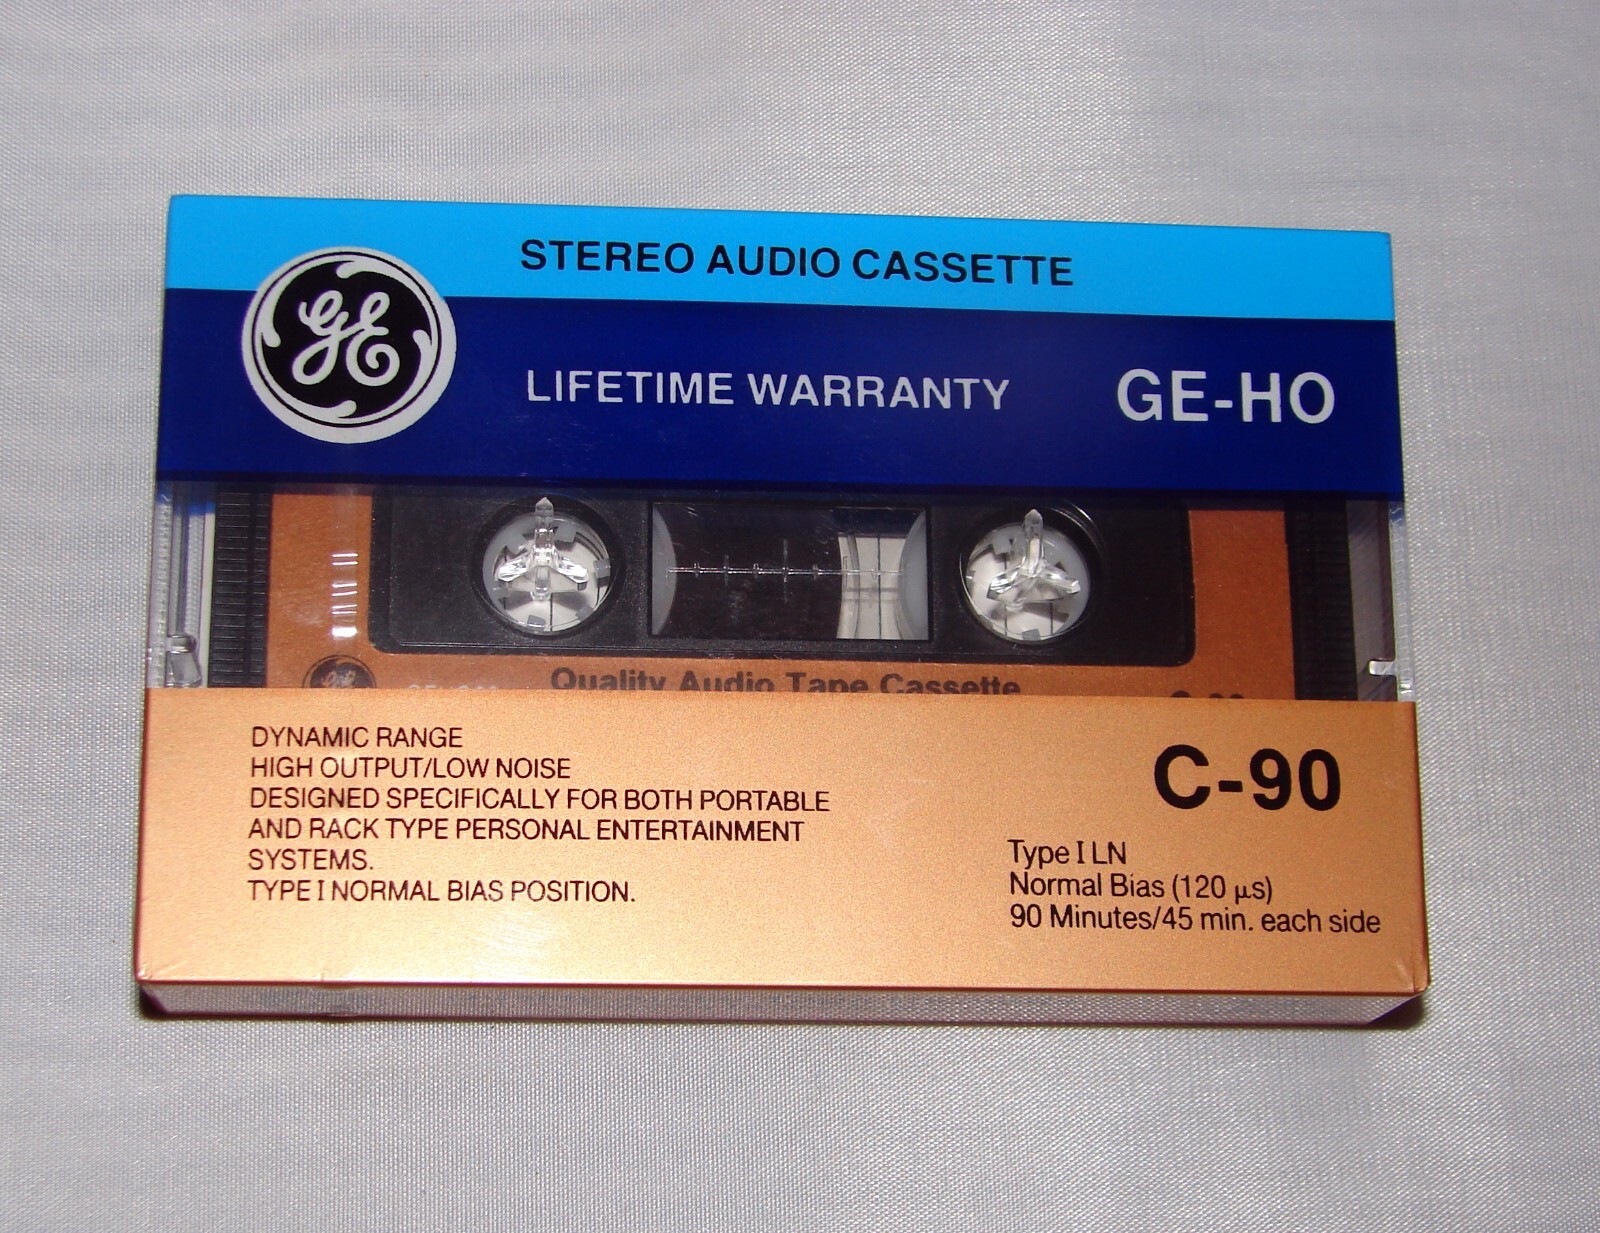 STEREO AUDIO CASSETTE
GE
LIFETIME WARRANTY
GE-HO
Quality Audio Tape Cassette
DYNAMIC RANGE
HIGH OUTPUT/LOW NOISE
DESIGNED SPECIFICALLY FOR BOTH PORTABLE
AND RACK TYPE PERSONAL ENTERTAINMENT
SYSTEMS.
TYPE I NORMAL BIAS POSITION.
C-90
Type I LN
Normal Bias (120 µs)
90 Minutes/45 min. each side